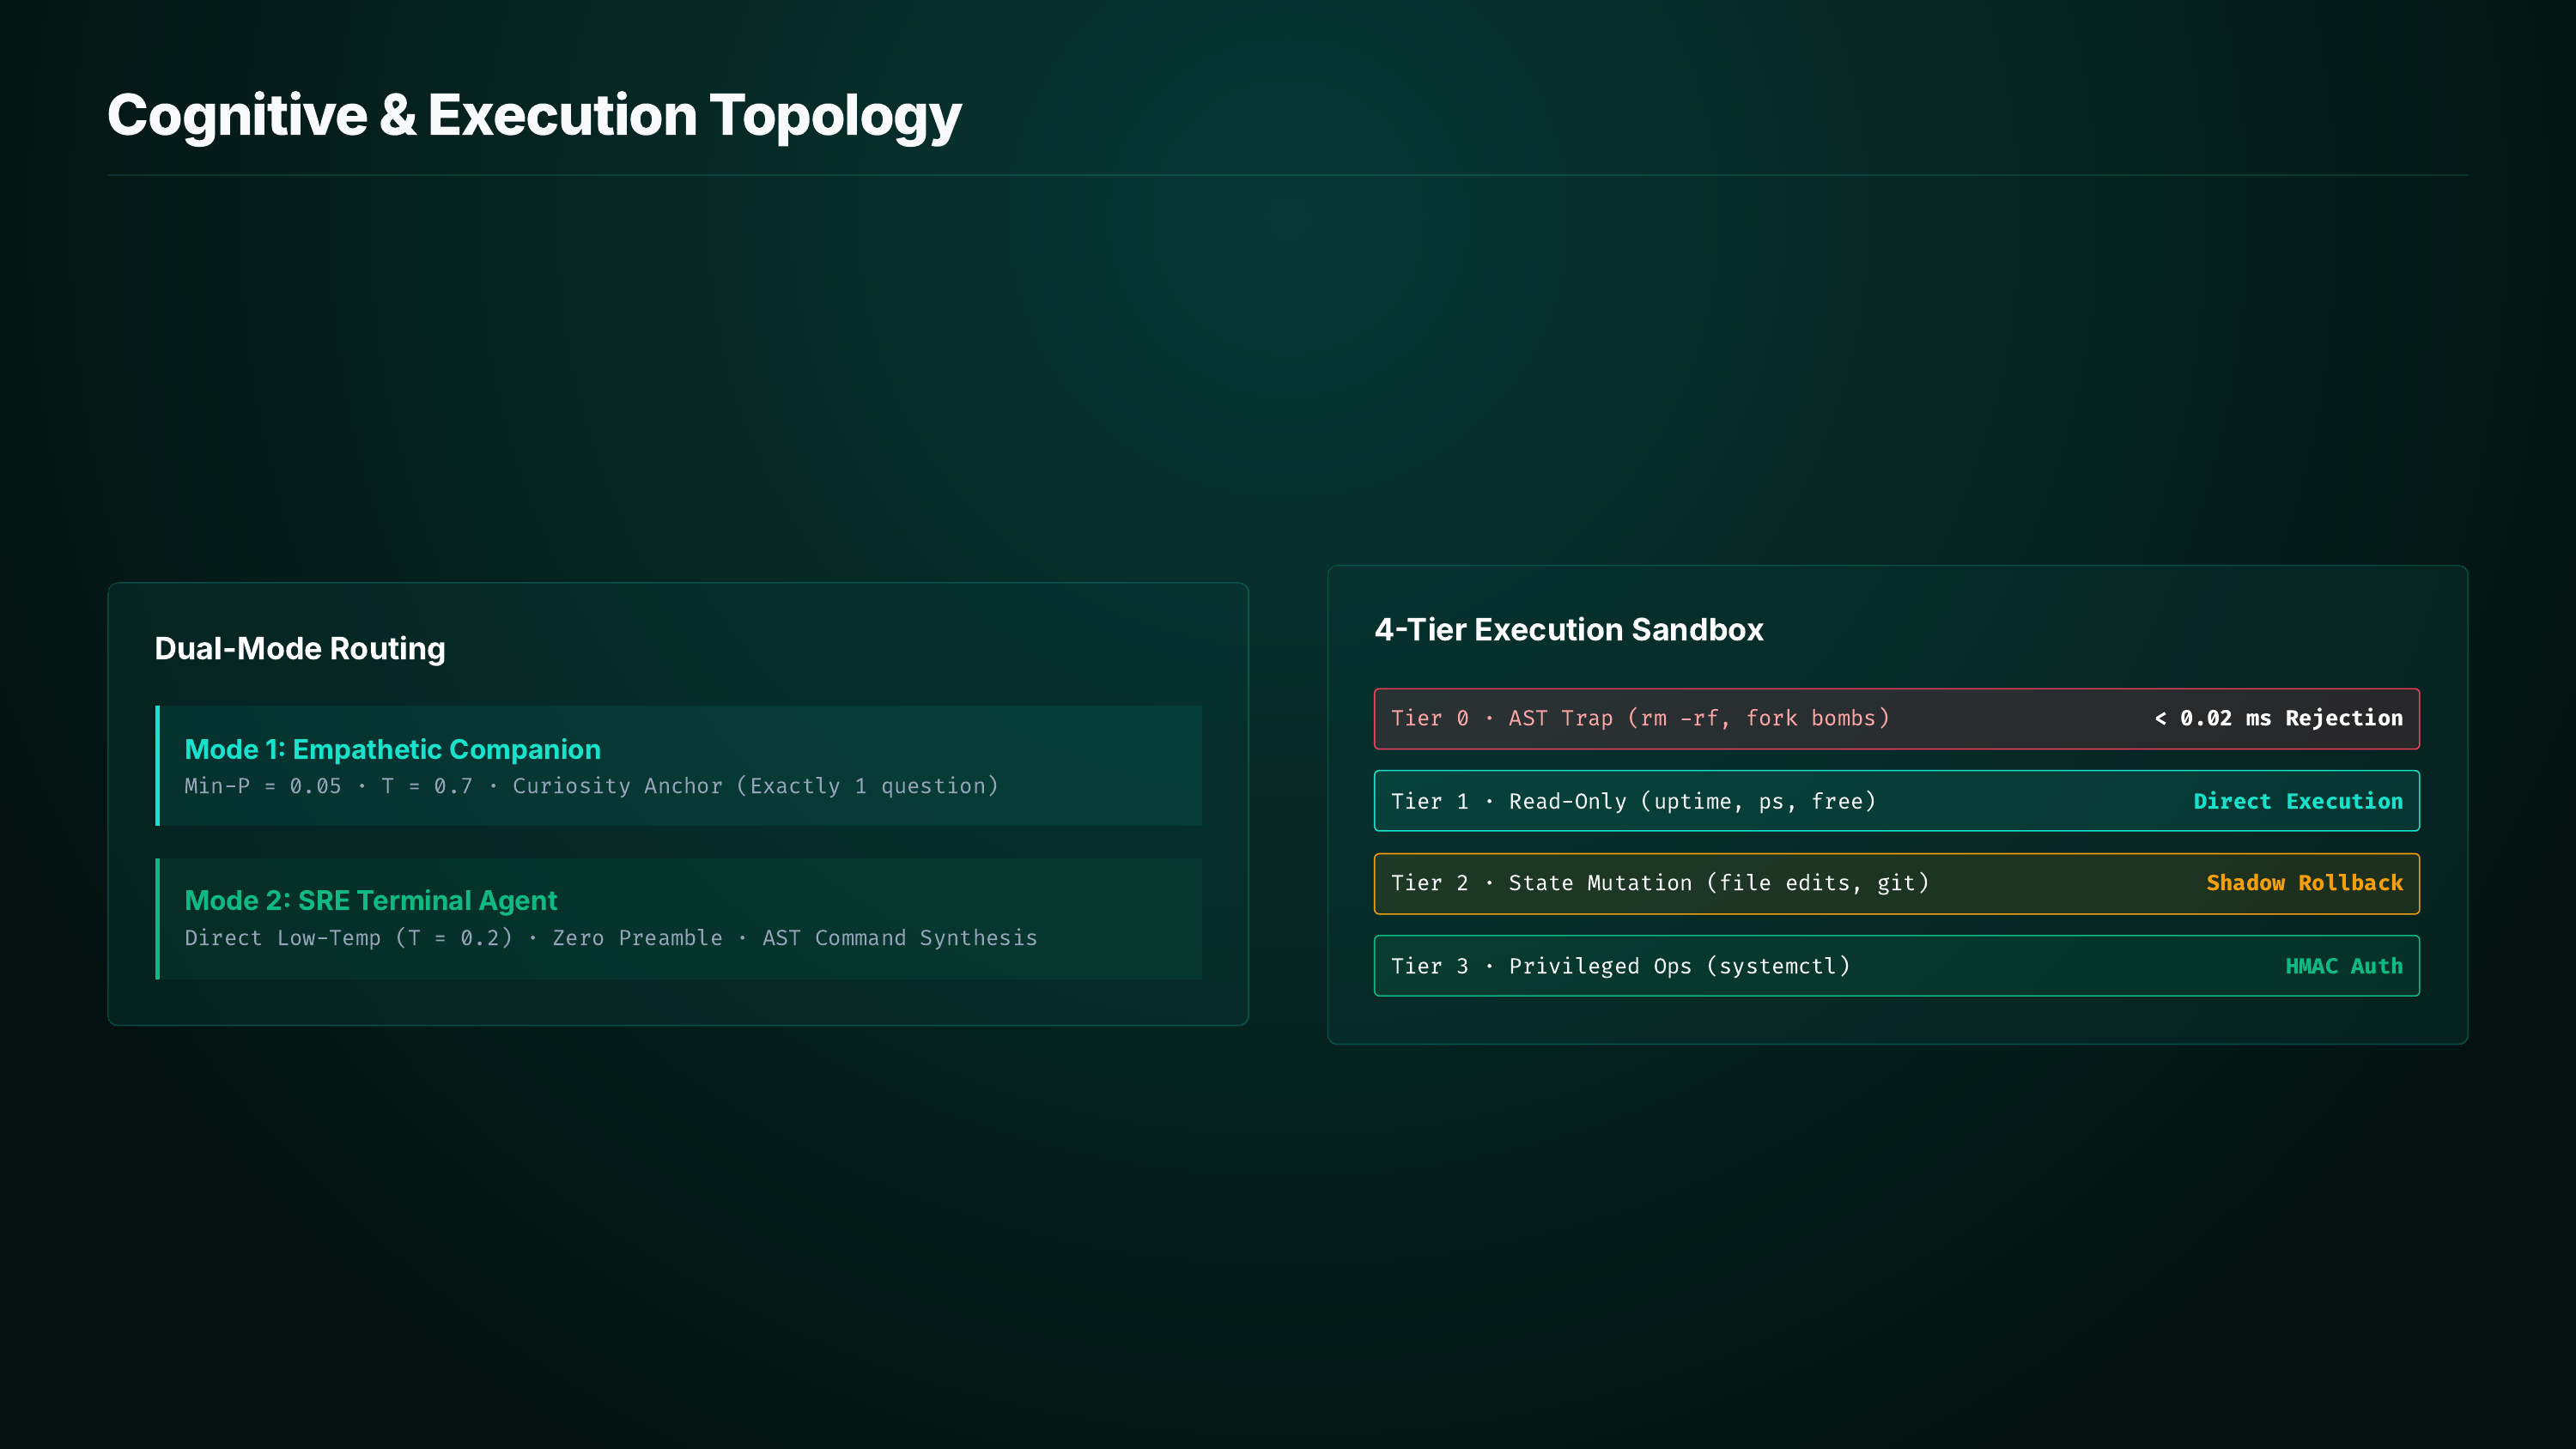 Cognitive & Execution Topology
Dual-Mode Routing
Mode 1: Empathetic Companion
Min-P = 0.05 · T = 0.7 · Curiosity Anchor (Exactly 1 question)
Mode 2: SRE Terminal Agent
Direct Low-Temp (T = 0.2) · Zero Preamble · AST Command Synthesis
4-Tier Execution Sandbox
Tier 0 · AST Trap (rm -rf, fork bombs) < 0.02 ms Rejection
Tier 1 · Read-Only (uptime, ps, free) Direct Execution
Tier 2 · State Mutation (file edits, git) Shadow Rollback
Tier 3 · Privileged Ops (systemctl) HMAC Auth